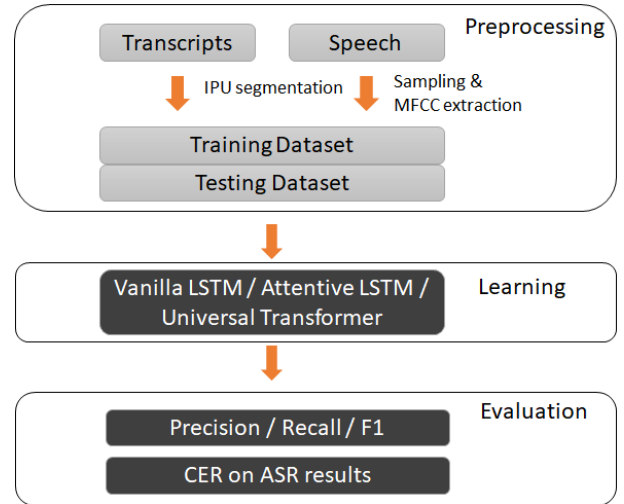 Preprocessing
Transcripts
Speech
IPU segmentation
Sampling &
MFCC extraction
Training Dataset
Testing Dataset
Learning
Vanilla LSTM / Attentive LSTM /
Universal Transformer
Evaluation
Precision / Recall / F1
CER on ASR results